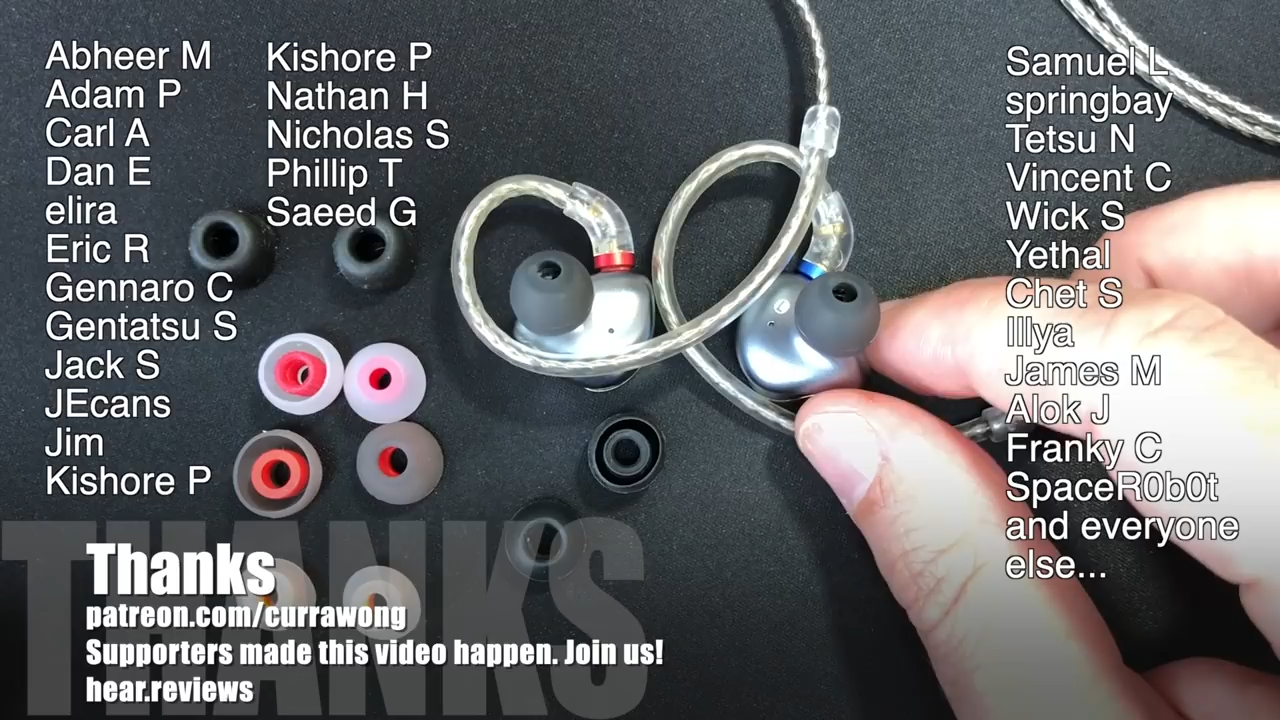 Abheer M
Adam P
Carl A
Dan E
elira
Eric R
Gennaro C
Gentatsu S
Jack S
JEcans
Jim
Kishore P
Kishore P
Nathan H
Nicholas S
Phillip T
Saeed G
Samuel L
springbay
Tetsu N
Vincent C
Wick S
Yethal
Chet S
Illya
James M
Alok J
Franky C
SpaceR0b0t
and everyone
else...
THANKS
Thanks
patreon.com/currawong
Supporters made this video happen. Join us!
hear.reviews